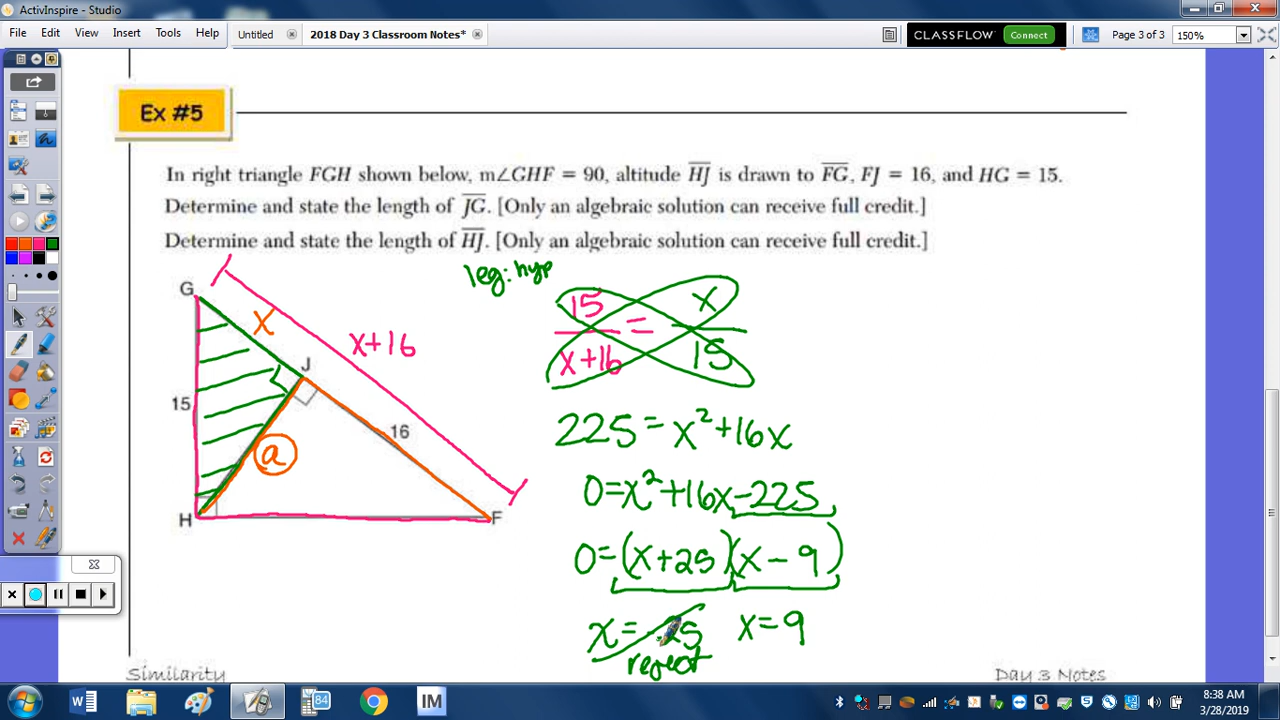 ActivInspire - Studio
File Edit View Insert Tools Help
Untitled
2018 Day 3 Classroom Notes*
CLASSFLOW Connect
Page 3 of 3
150%
Ex #5
In right triangle FGH shown below, m∠GHF = 90, altitude HJ is drawn to FG, FJ = 16, and HG = 15.
Determine and state the length of JG. [Only an algebraic solution can receive full credit.]
Determine and state the length of HJ. [Only an algebraic solution can receive full credit.]
leg: hyp
G
x
x+16
J
15
16
a
H
F
15/x+16 = x/15
225 = x²+16x
0=x²+16x-225
0=(x+25)(x-9)
x=-25 x=9
reject
Similarity
Day 3 Notes
84
IM
8:38 AM
3/28/2019